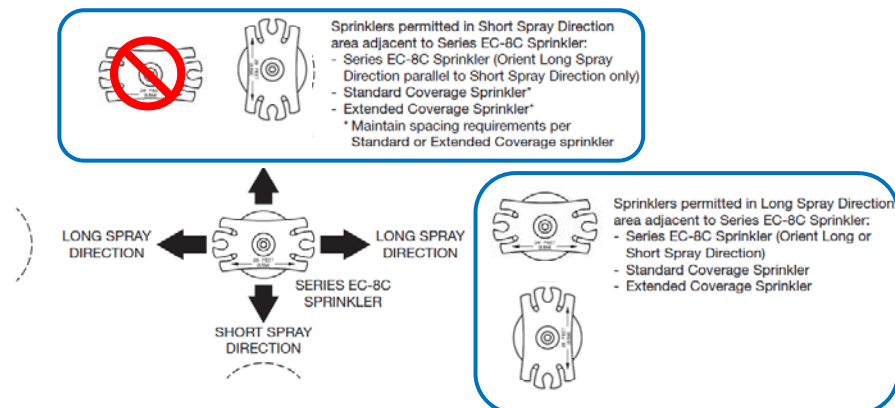 Sprinklers permitted in Short Spray Direction
area adjacent to Series EC-8C Sprinkler:
- Series EC-8C Sprinkler (Orient Long Spray
Direction parallel to Short Spray Direction only)
- Standard Coverage Sprinkler*
- Extended Coverage Sprinkler*
* Maintain spacing requirements per
Standard or Extended Coverage sprinkler
LONG SPRAY
DIRECTION
LONG SPRAY
DIRECTION
SERIES EC-8C
SPRINKLER
SHORT SPRAY
DIRECTION
Sprinklers permitted in Long Spray Direction
area adjacent to Series EC-8C Sprinkler:
- Series EC-8C Sprinkler (Orient Long or
Short Spray Direction)
- Standard Coverage Sprinkler
- Extended Coverage Sprinkler